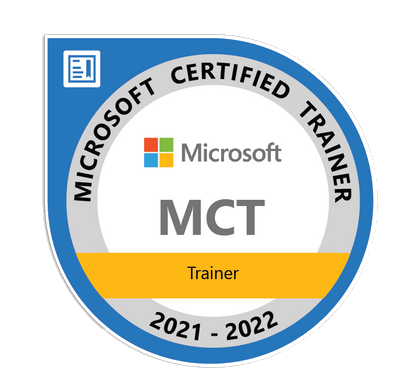 MICROSOFT CERTIFIED TRAINER
Microsoft
MCT
Trainer
2021 - 2022